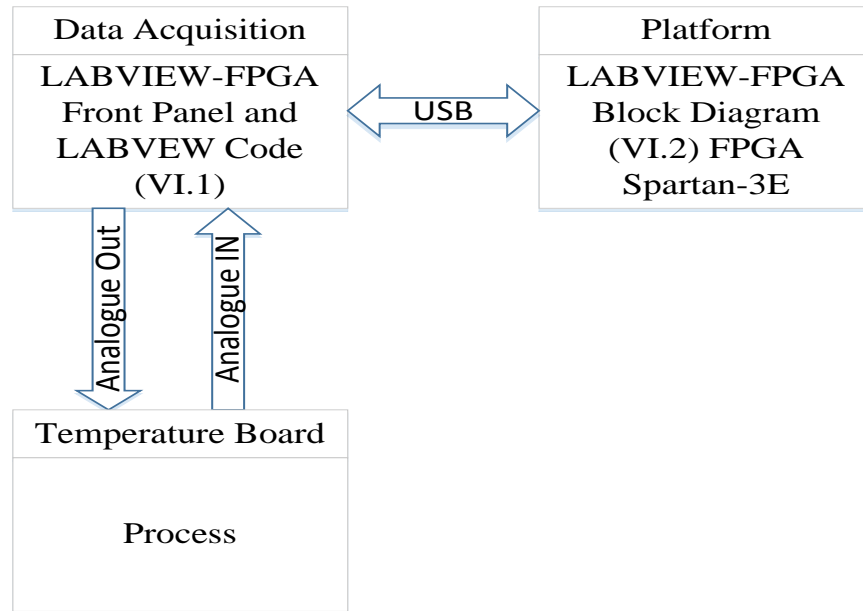 Data Acquisition
LABVIEW-FPGA
Front Panel and
LABVEW Code
(VI.1)
USB
Platform
LABVIEW-FPGA
Block Diagram
(VI.2) FPGA
Spartan-3E
Analogue Out
Analogue IN
Temperature Board
Process